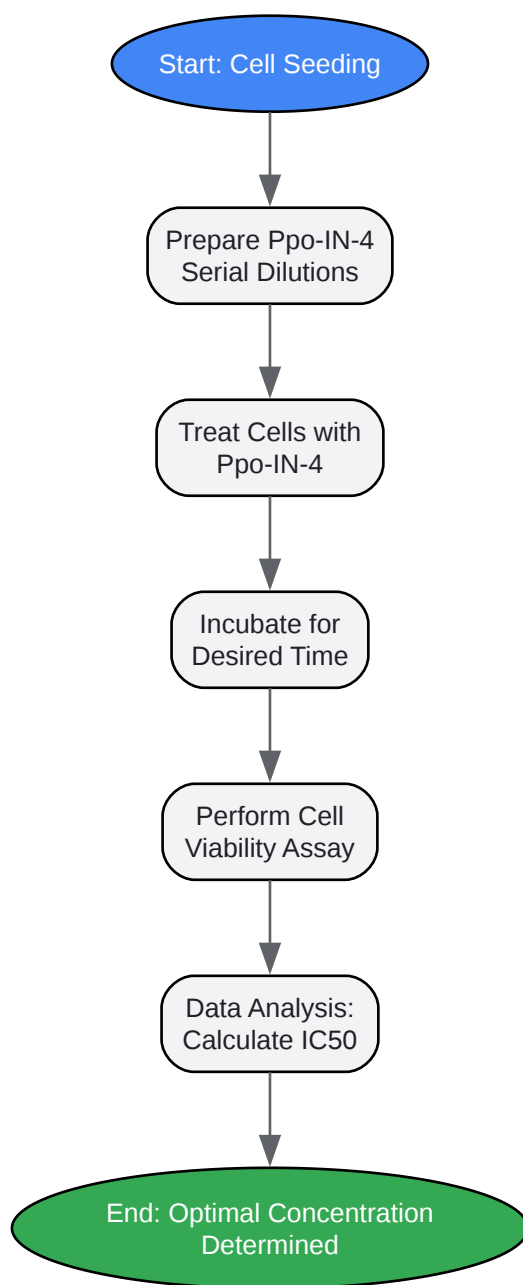 Start: Cell Seeding
Prepare Ppo-IN-4
Serial Dilutions
Treat Cells with
Ppo-IN-4
Incubate for
Desired Time
Perform Cell
Viability Assay
Data Analysis:
Calculate IC50
End: Optimal Concentration
Determined